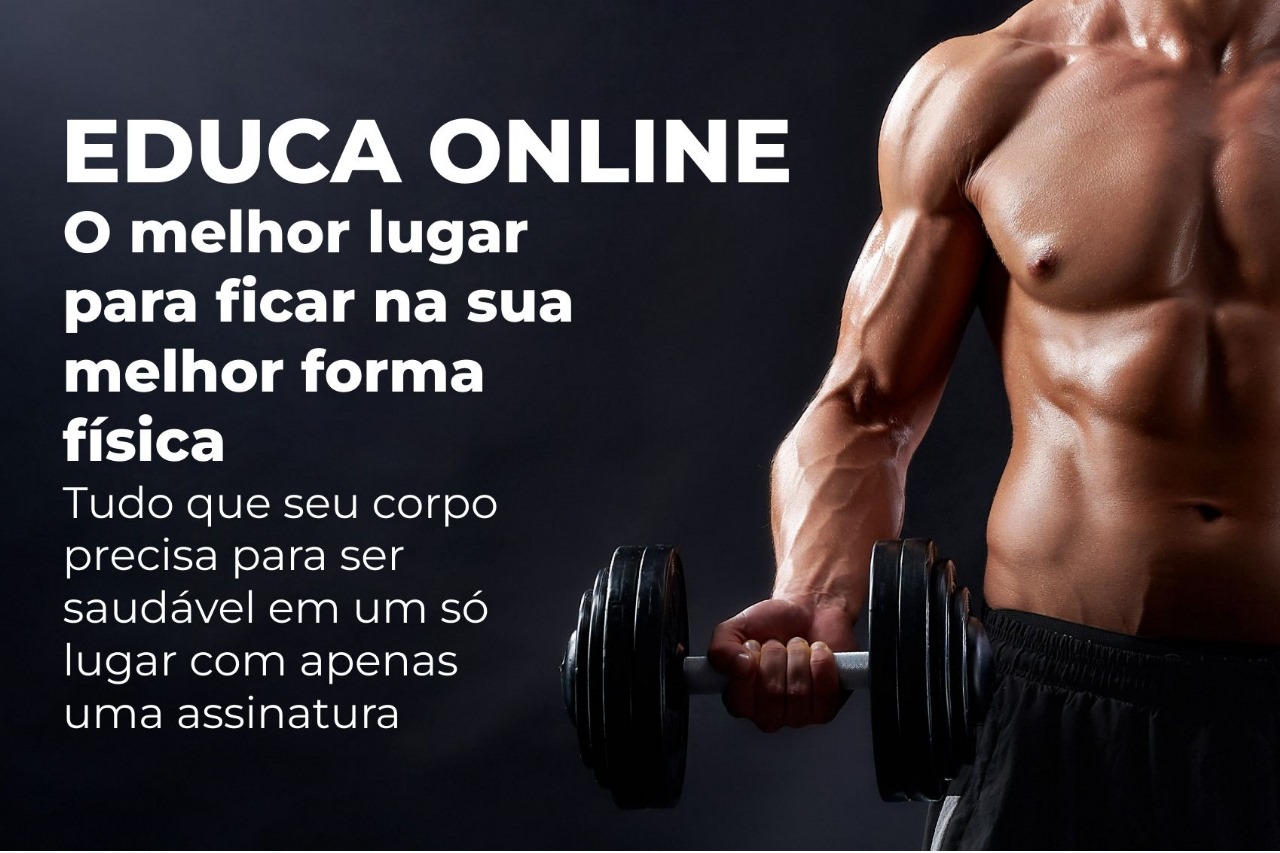 EDUCA ONLINE
O melhor lugar
para ficar na sua
melhor forma
física
Tudo que seu corpo
precisa para ser
saudável em um só
lugar com apenas
uma assinatura